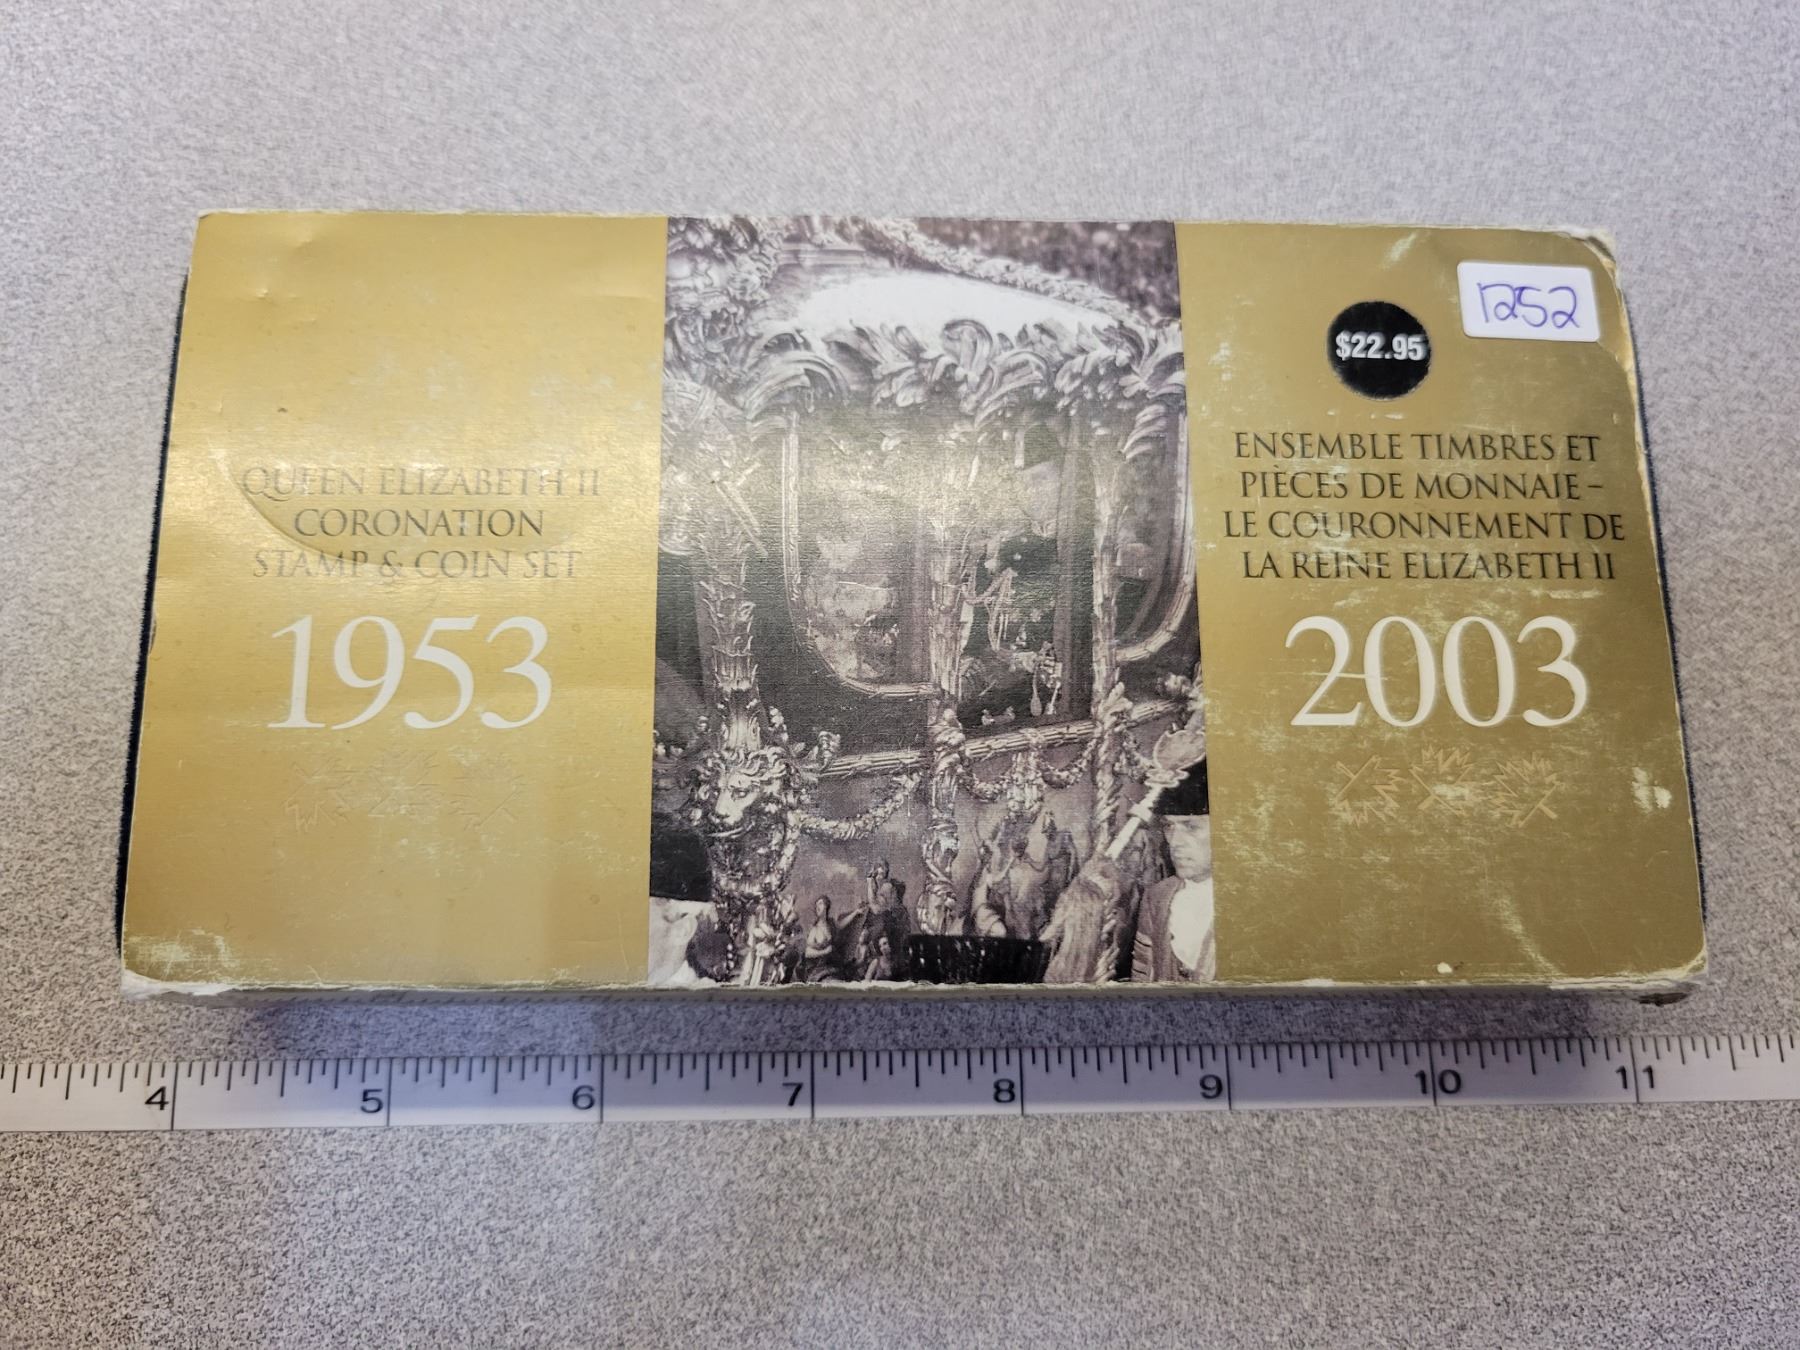 QUEEN ELIZABETH II
CORONATION
STAMP & COIN SET
1953
1252
$22.95
ENSEMBLE TIMBRES ET
PIÈCES DE MONNAIE –
LE COURONNEMENT DE
LA REINE ELIZABETH II
2003
4 5 6 7 8 9 10 11